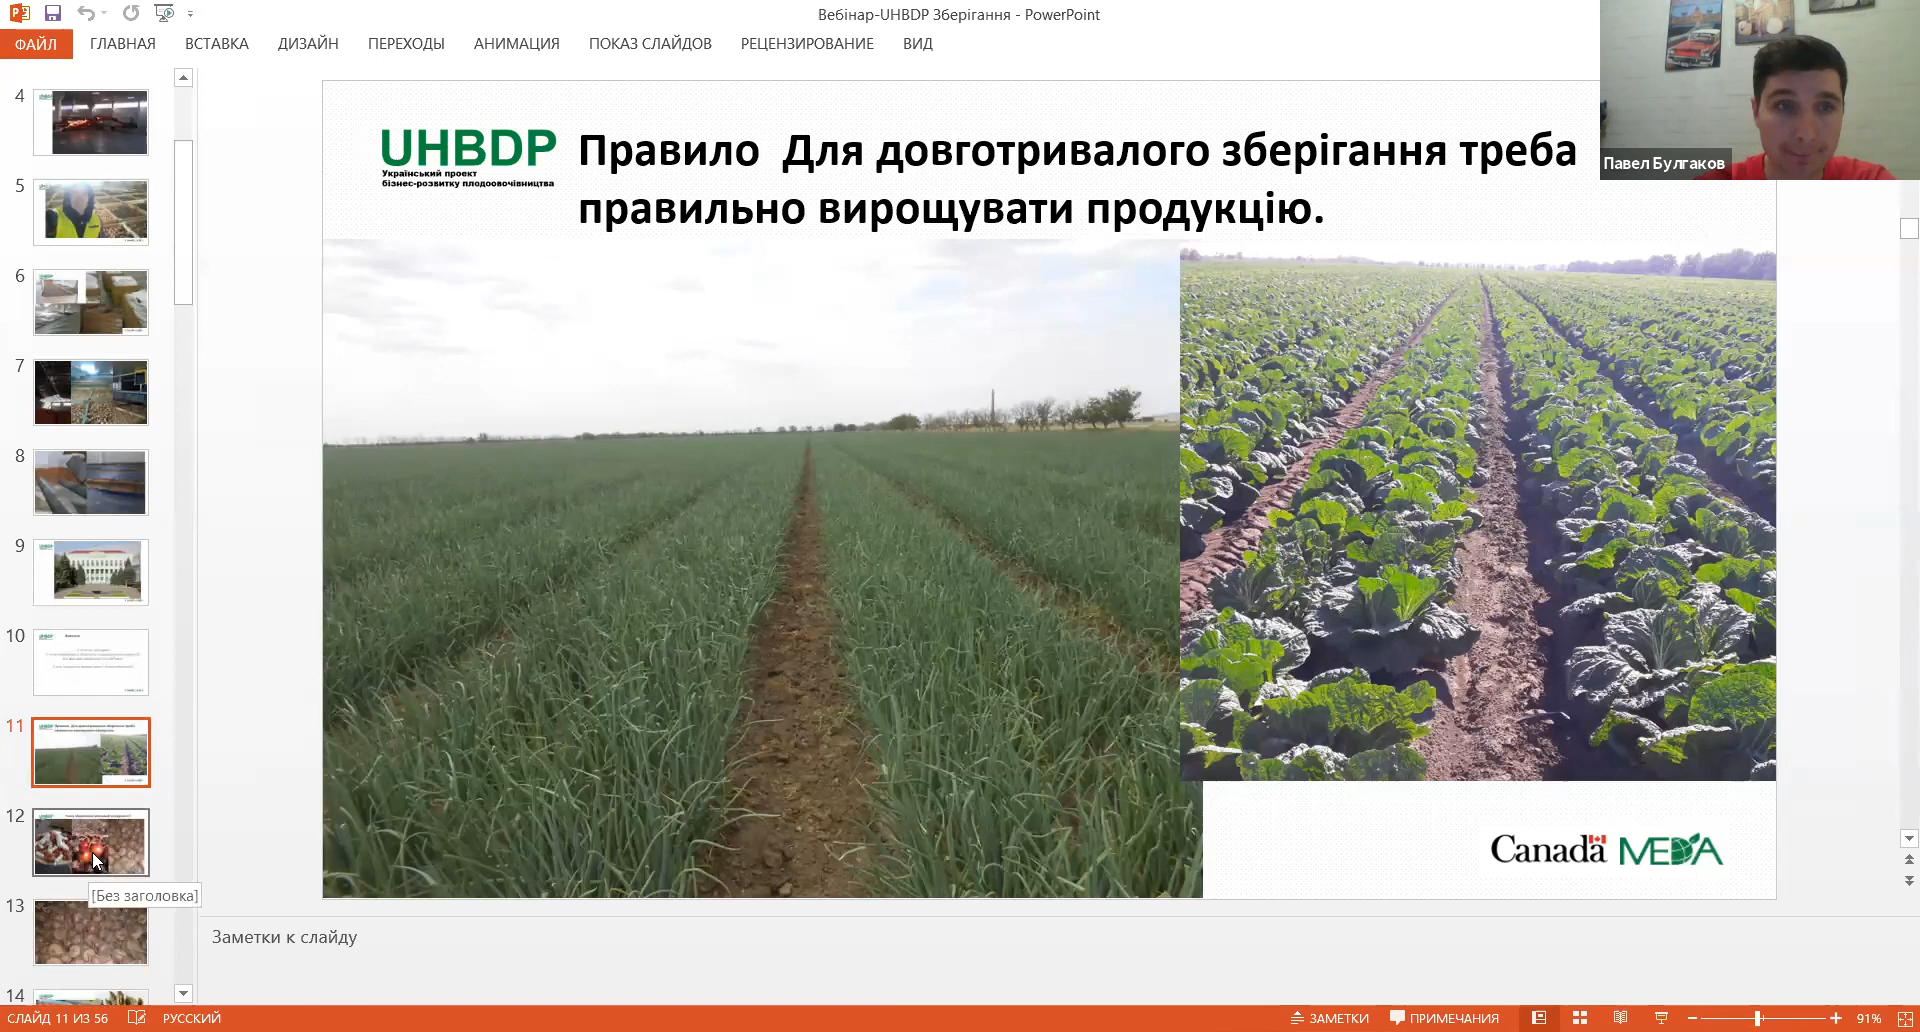 Вебінар-UHBDP Зберігання - PowerPoint
ФАЙЛ ГЛАВНАЯ ВСТАВКА ДИЗАЙН ПЕРЕХОДЫ АНИМАЦИЯ ПОКАЗ СЛАЙДОВ РЕЦЕНЗИРОВАНИЕ ВИД
Павел Булгаков
4
5
6
7
8
9
10
11
12
[Без заголовка]
13
14
UHBDP
Український проект
бізнес-розвитку плодоовочівництва
Правило Для довготривалого зберігання треба
правильно вирощувати продукцію.
Canada MEDA
Заметки к слайду
СЛАЙД 11 ИЗ 56 РУССКИЙ ЗАМЕТКИ ПРИМЕЧАНИЯ 91%